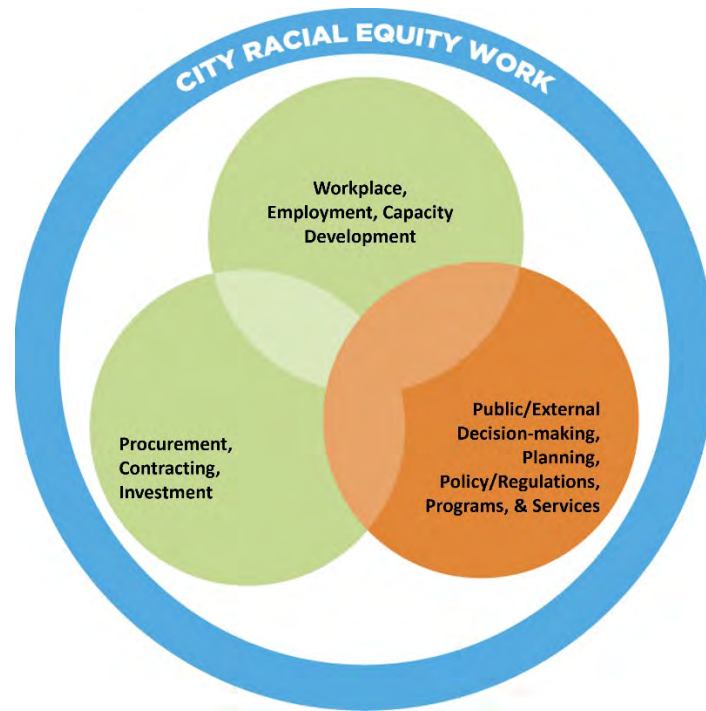 CITY RACIAL EQUITY WORK
Workplace,
Employment, Capacity
Development
Procurement,
Contracting,
Investment
Public/External
Decision-making,
Planning,
Policy/Regulations,
Programs, & Services